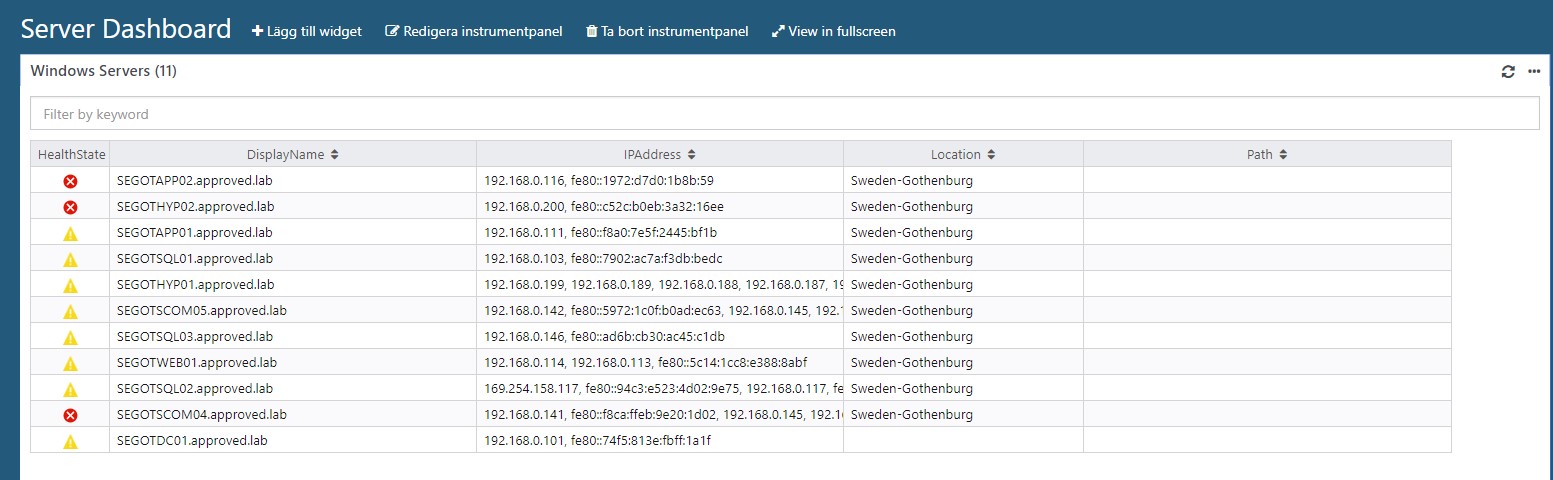 Server Dashboard Lägg till widget Redigera instrumentpanel Ta bort instrumentpanel View in fullscreen
Windows Servers (11)
Filter by keyword
HealthState DisplayName IPAddress Location Path
SEGOTAPP02.approved.lab 192.168.0.116, fe80::1972:d7d0:1b8b:59 Sweden-Gothenburg
SEGOTHYP02.approved.lab 192.168.0.200, fe80::c52c:b0eb:3a32:16ee Sweden-Gothenburg
SEGOTAPP01.approved.lab 192.168.0.111, fe80::f8a0:7e5f:2445:bf1b Sweden-Gothenburg
SEGOTSQL01.approved.lab 192.168.0.103, fe80::7902:ac7a:f3db:bedc Sweden-Gothenburg
SEGOTHYP01.approved.lab 192.168.0.199, 192.168.0.189, 192.168.0.188, 192.168.0.187, 19 Sweden-Gothenburg
SEGOTSCOM05.approved.lab 192.168.0.142, fe80::5972:1c0f:b0ad:ec63, 192.168.0.145, 192. Sweden-Gothenburg
SEGOTSQL03.approved.lab 192.168.0.146, fe80::ad6b:cb30:ac45:c1db Sweden-Gothenburg
SEGOTWEB01.approved.lab 192.168.0.114, 192.168.0.113, fe80::5c14:1cc8:e388:8abf Sweden-Gothenburg
SEGOTSQL02.approved.lab 169.254.158.117, fe80::94c3:e523:4d02:9e75, 192.168.0.117, fe Sweden-Gothenburg
SEGOTSCOM04.approved.lab 192.168.0.141, fe80::f8ca:ffeb:9e20:1d02, 192.168.0.145, 192.16 Sweden-Gothenburg
SEGOTDC01.approved.lab 192.168.0.101, fe80::74f5:813e:fbff:1a1f